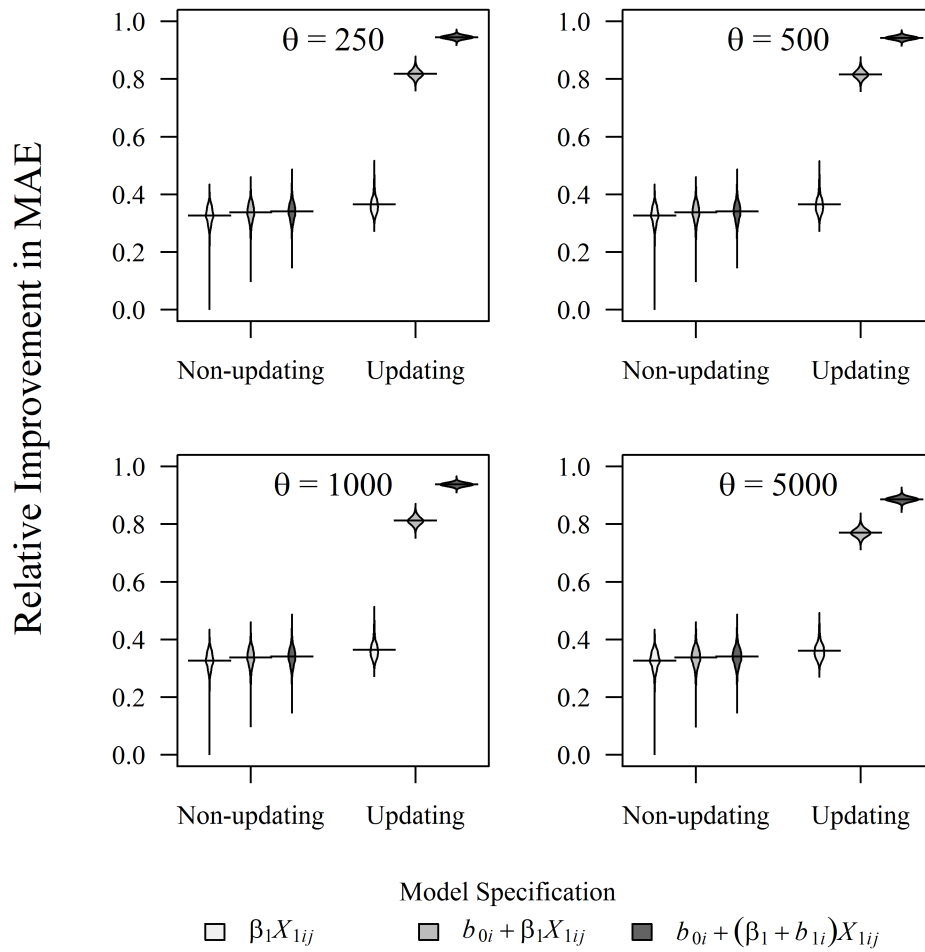 Relative Improvement in MAE
θ = 250
1.0
0.8
0.6
0.4
0.2
0.0
Non-updating Updating
θ = 500
1.0
0.8
0.6
0.4
0.2
0.0
Non-updating Updating
θ = 1000
1.0
0.8
0.6
0.4
0.2
0.0
Non-updating Updating
θ = 5000
1.0
0.8
0.6
0.4
0.2
0.0
Non-updating Updating
Model Specification
β₁X₁ᵢⱼ b₀ᵢ + β₁X₁ᵢⱼ b₀ᵢ + (β₁ + b₁ᵢ)X₁ᵢⱼ